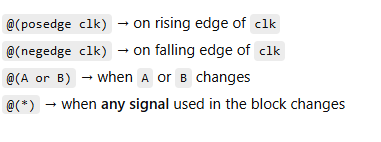 @(posedge clk) → on rising edge of clk
@(negedge clk) → on falling edge of clk
@(A or B) → when A or B changes
@(*) → when any signal used in the block changes